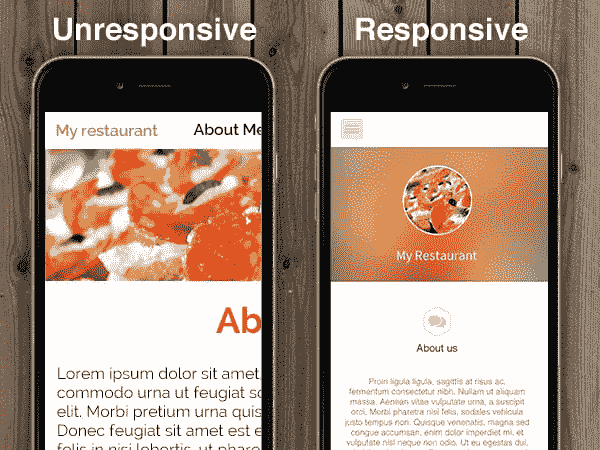 Unresponsive
Responsive
My restaurant
About Me
Ab
Lorem ipsum dolor sit amet,
commodo urna ut feugiat sc
elit. Morbi pretium urna quis
Donec feugiat sit amet est e
felis in nisi lobortis, ut phare
My Restaurant
About us
Proin ligula ligula, sagittis at risus ac,
fermentum consectetur nibh. Nullam ut aliquam
massa. Aenean vitae vulputate urna, a suscipit
orci. Morbi pharetra nisi felis, sodales vehicula
justo tempus non. Quisque venenatis, magna sed
congue accumsan, enim dolor imperdiet mi, et
vulputate nisl neque non odio. Ut eu egestas dui,